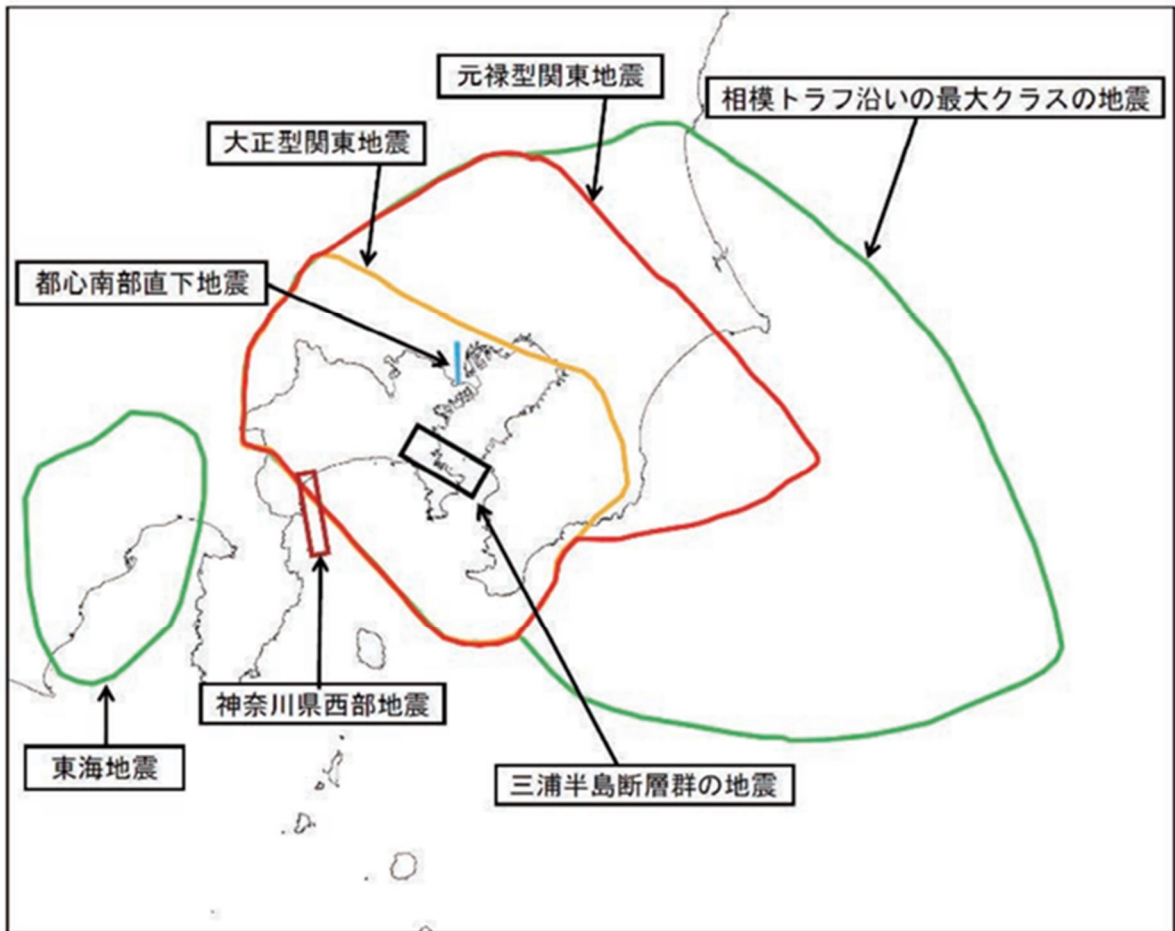 元禄型関東地震
相模トラフ沿いの最大クラスの地震
大正型関東地震
都心南部直下地震
神奈川県西部地震
東海地震
三浦半島断層群の地震